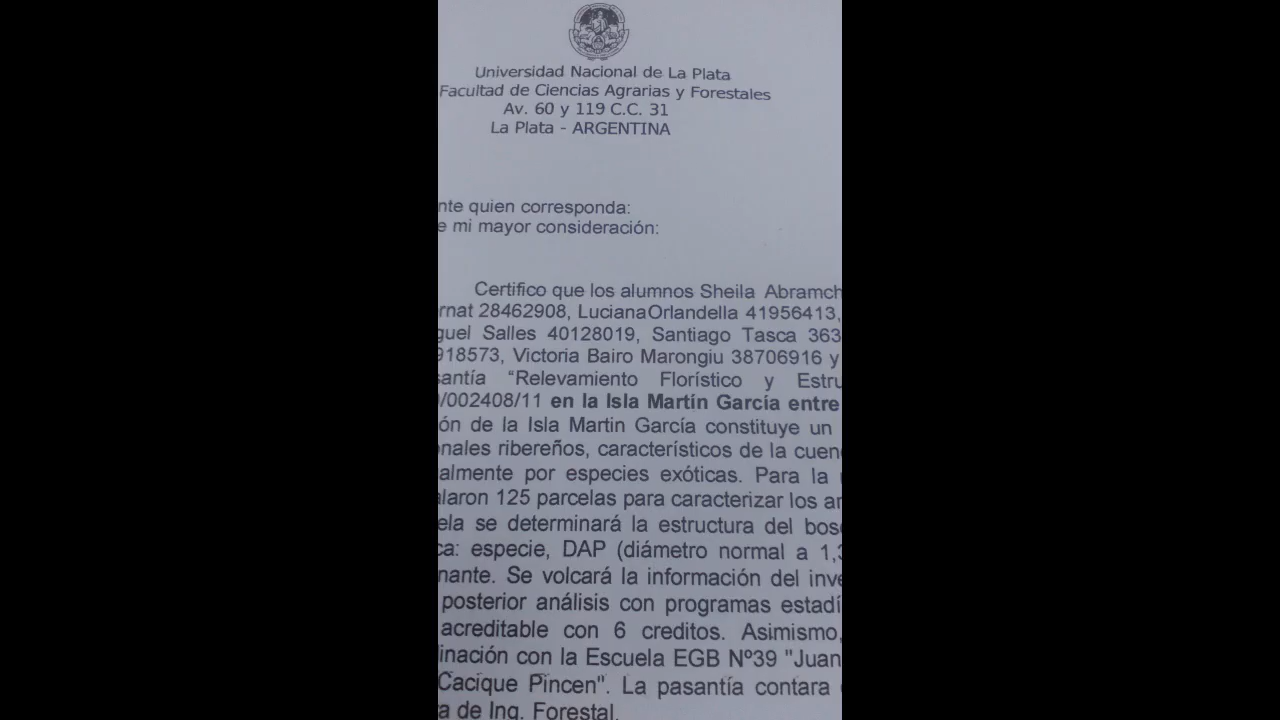 Universidad Nacional de La Plata
Facultad de Ciencias Agrarias y Forestales
Av. 60 y 119 C.C. 31
La Plata - ARGENTINA
nte quien corresponda:
e mi mayor consideración:
Certifico que los alumnos Sheila Abramch
rnat 28462908, LucianaOrlandella 41956413,
guel Salles 40128019, Santiago Tasca 363
918573, Victoria Bairo Marongiu 38706916 y
santía “Relevamiento Florístico y Estru
/002408/11 en la Isla Martín García entre
ón de la Isla Martin García constituye un
onales ribereños, característicos de la cuen
almente por especies exóticas. Para la
alaron 125 parcelas para caracterizar los ar
ela se determinará la estructura del bos
ca: especie, DAP (diámetro normal a 1,3
nante. Se volcará la información del inve
posterior análisis con programas estadí
acreditable con 6 creditos. Asimismo,
linación con la Escuela EGB Nº39 "Juan
Cacique Pincen". La pasantía contara
a de Ing. Forestal.